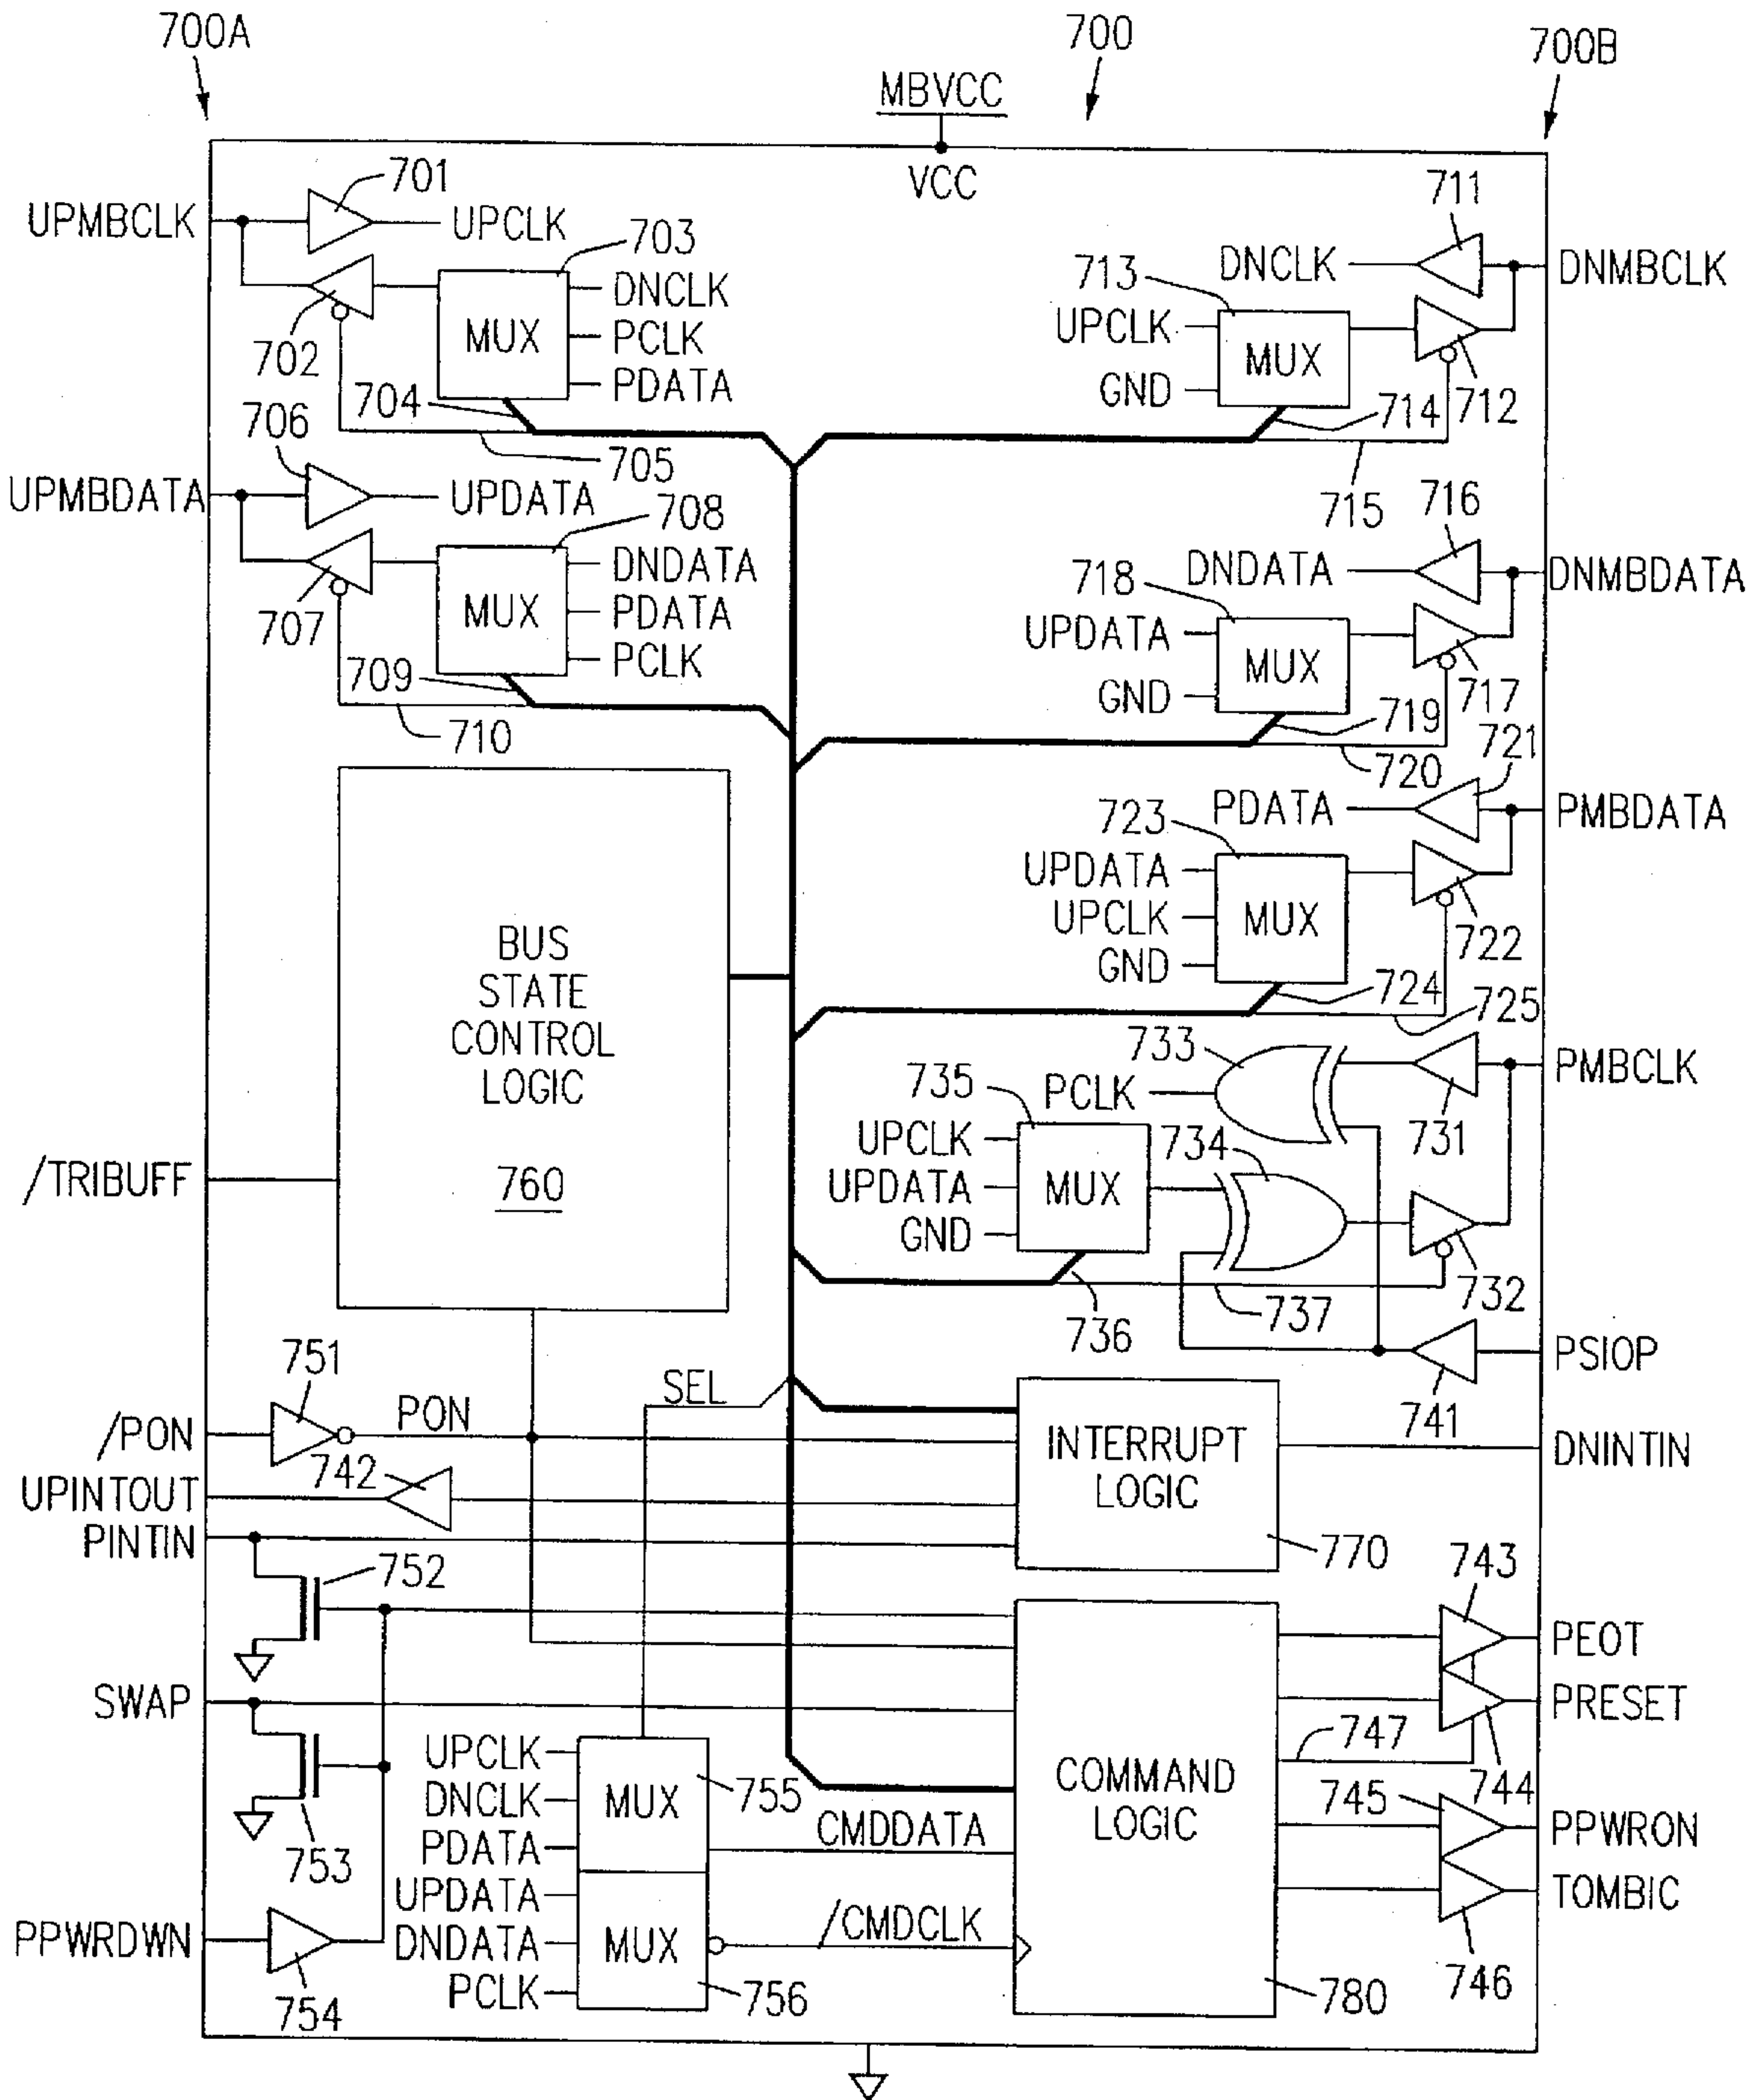 700A
700
700B
MBVCC
VCC
UPMBCLK
701
UPCLK
702
703
MUX
DNCLK
PCLK
PDATA
704
705
711
DNCLK
DNMBCLK
713
UPCLK
MUX
GND
712
714
715
706
UPMBDATA
UPDATA
707
708
MUX
DNDATA
PDATA
PCLK
709
710
716
DNDATA
DNMBDATA
718
UPDATA
MUX
GND
717
719
720
721
PDATA
PMBDATA
723
UPDATA
UPCLK
GND
MUX
722
724
725
BUS
STATE
CONTROL
LOGIC
760
/TRIBUFF
733
PCLK
731
PMBCLK
735
UPCLK
UPDATA
GND
MUX
734
732
736
737
PSIOP
741
751
/PON
PON
SEL
742
UPINTOUT
PINTIN
INTERRUPT
LOGIC
770
DNINTIN
752
SWAP
753
PPWRDWN
754
UPCLK
DNCLK
PDATA
MUX
755
CMDDATA
UPDATA
DNDATA
PCLK
MUX
756
/CMDCLK
COMMAND
LOGIC
780
743
PEOT
PRESET
747
744
745
PPWRON
TOMBIC
746